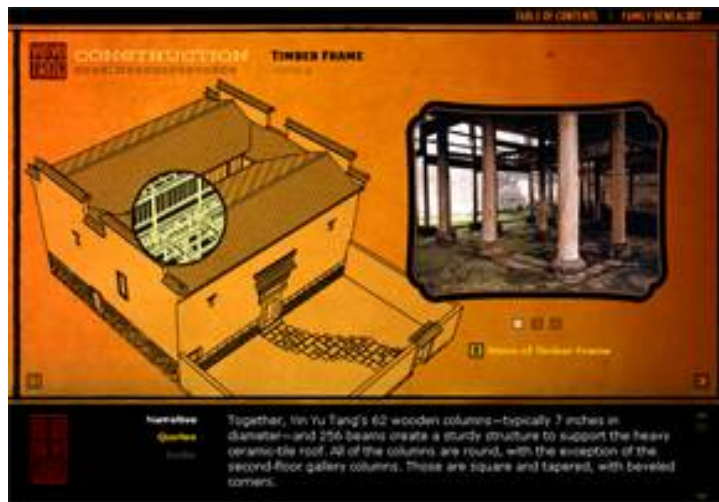 TABLE OF CONTENTS | FAMILY GENEALOGY
YIN YU TANG
CONSTRUCTION
TIMBER FRAME
of Timber Frame
Narrative
Quotes
Together, Yin Yu Tang's 62 wooden columns—typically 7 inches in
diameter—and 256 beams create a sturdy structure to support the heavy
ceramic-tile roof. All of the columns are round, with the exception of the
second-floor gallery columns. Those are square and tapered, with beveled
corners.